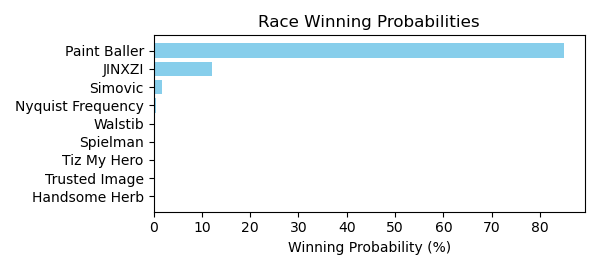 Race Winning Probabilities
Paint Baller
JINXZI
Simovic
Nyquist Frequency
Walstib
Spielman
Tiz My Hero
Trusted Image
Handsome Herb
0 10 20 30 40 50 60 70 80
Winning Probability (%)